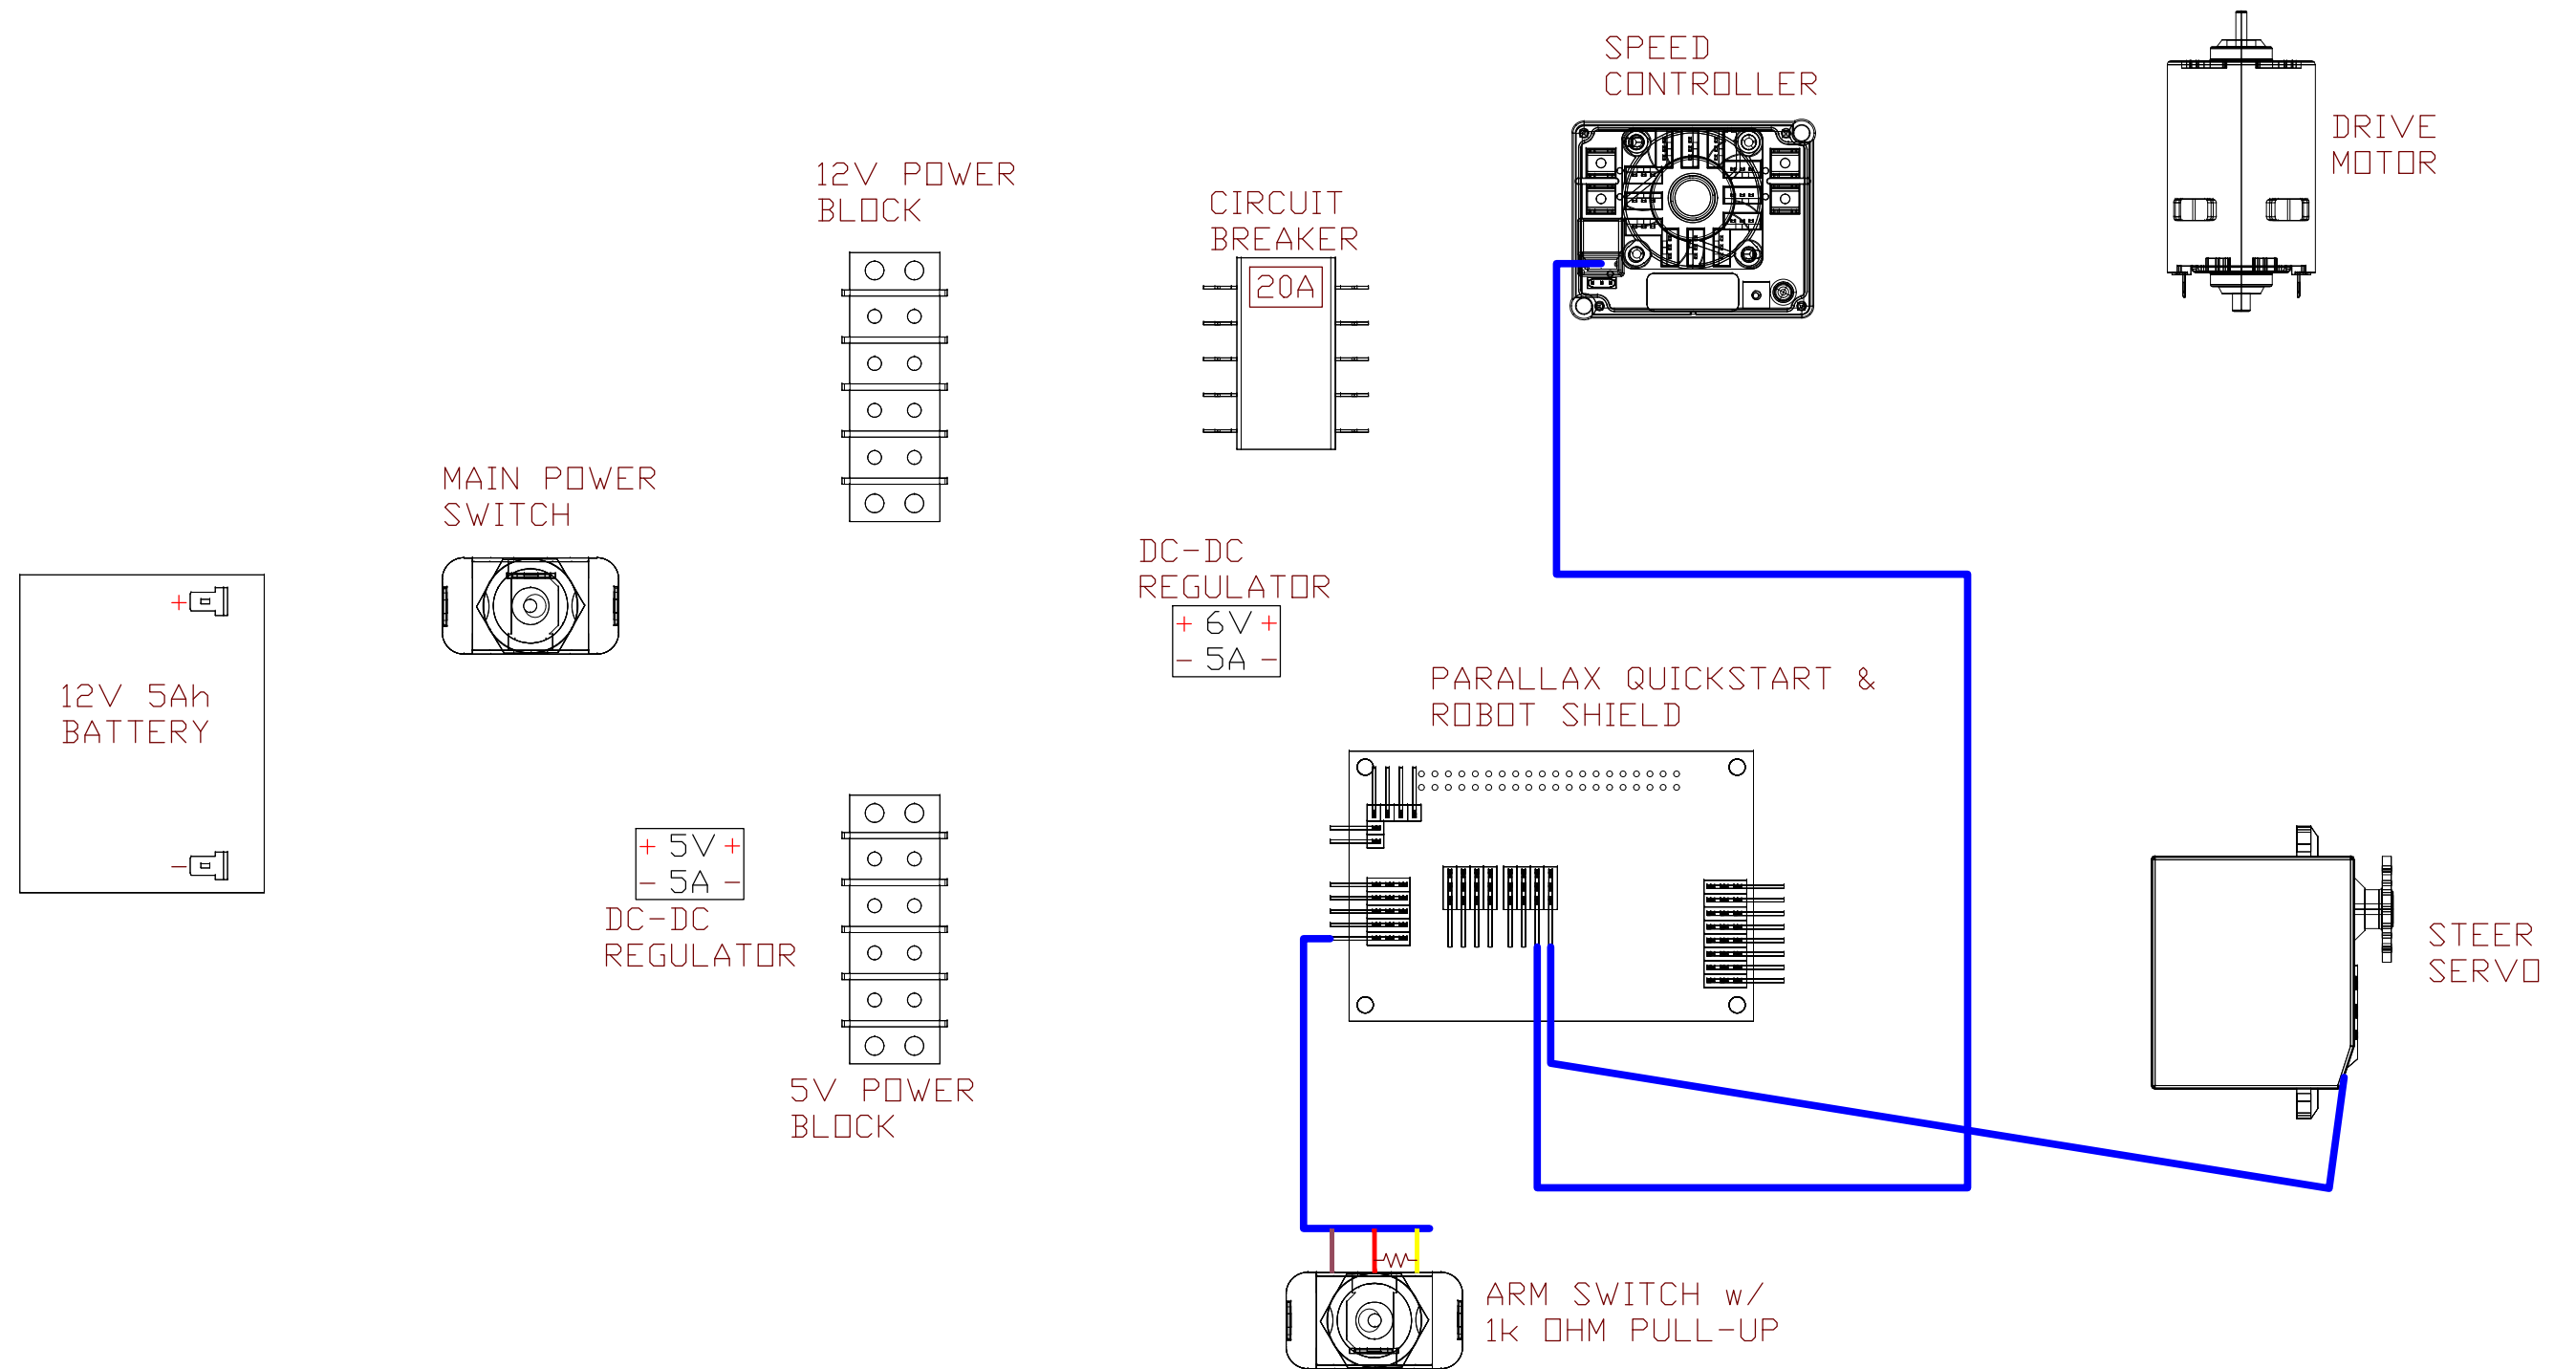 SPEED
CONTROLLER
DRIVE
MOTOR
12V POWER
BLOCK
CIRCUIT
BREAKER
20A
MAIN POWER
SWITCH
DC-DC
REGULATOR
+ 6V +
- 5A -
+
12V 5Ah
BATTERY
-
PARALLAX QUICKSTART &
ROBOT SHIELD
+ 5V +
- 5A -
DC-DC
REGULATOR
STEER
SERVO
5V POWER
BLOCK
ARM SWITCH w/
1k OHM PULL-UP